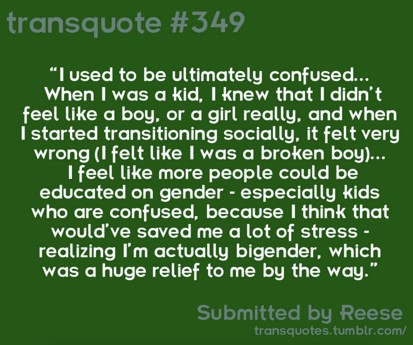 transquote #349
“I used to be ultimately confused...
When I was a kid, I knew that I didn't
feel like a boy, or a girl really, and when
I started transitioning socially, it felt very
wrong (I felt like I was a broken boy)...
I feel like more people could be
educated on gender - especially kids
who are confused, because I think that
would've saved me a lot of stress -
realizing I'm actually bigender, which
was a huge relief to me by the way.”
Submitted by Reese
transquotes.tumblr.com/